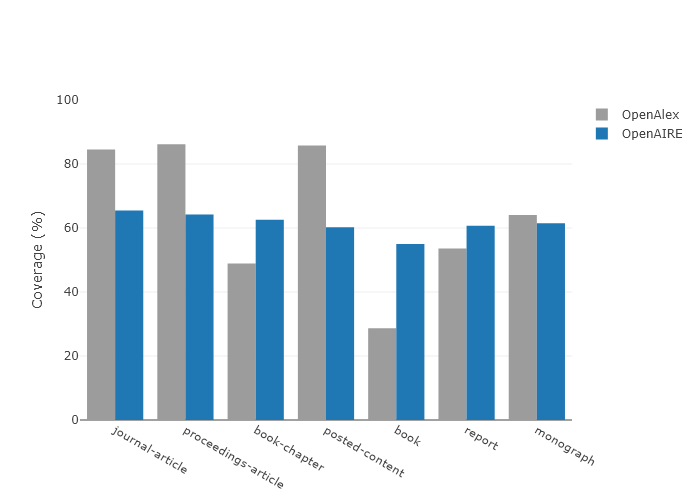 100
80
60
40
20
0
Coverage (%)
journal-article
proceedings-article
book-chapter
posted-content
book
report
monograph
OpenAlex
OpenAIRE